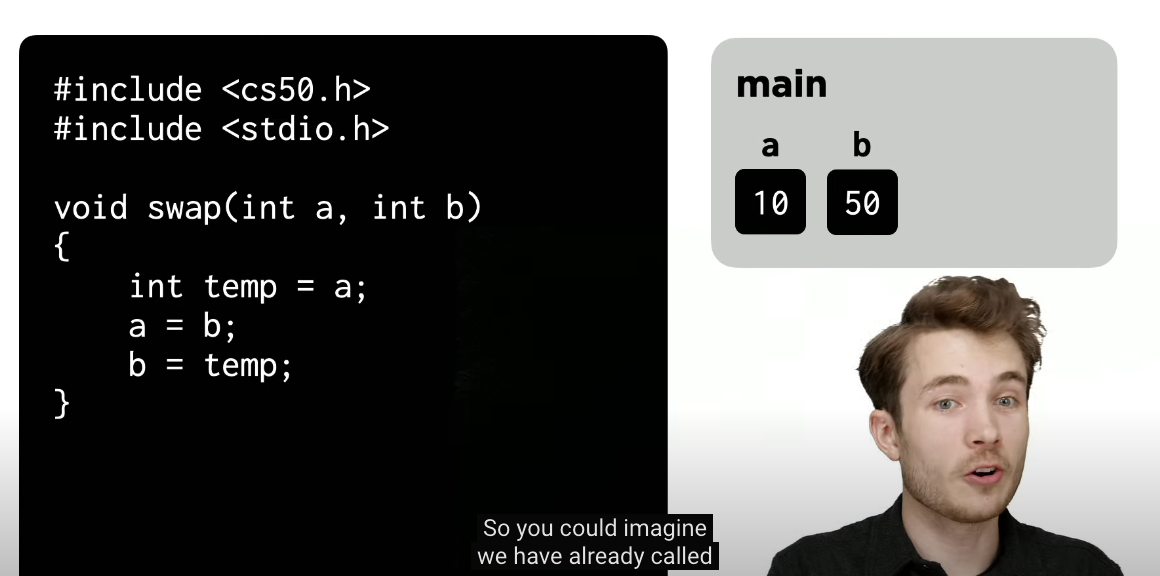 #include <cs50.h>
#include <stdio.h>
void swap(int a, int b)
{
    int temp = a;
    a = b;
    b = temp;
}
main
a b
10 50
So you could imagine
we have already called